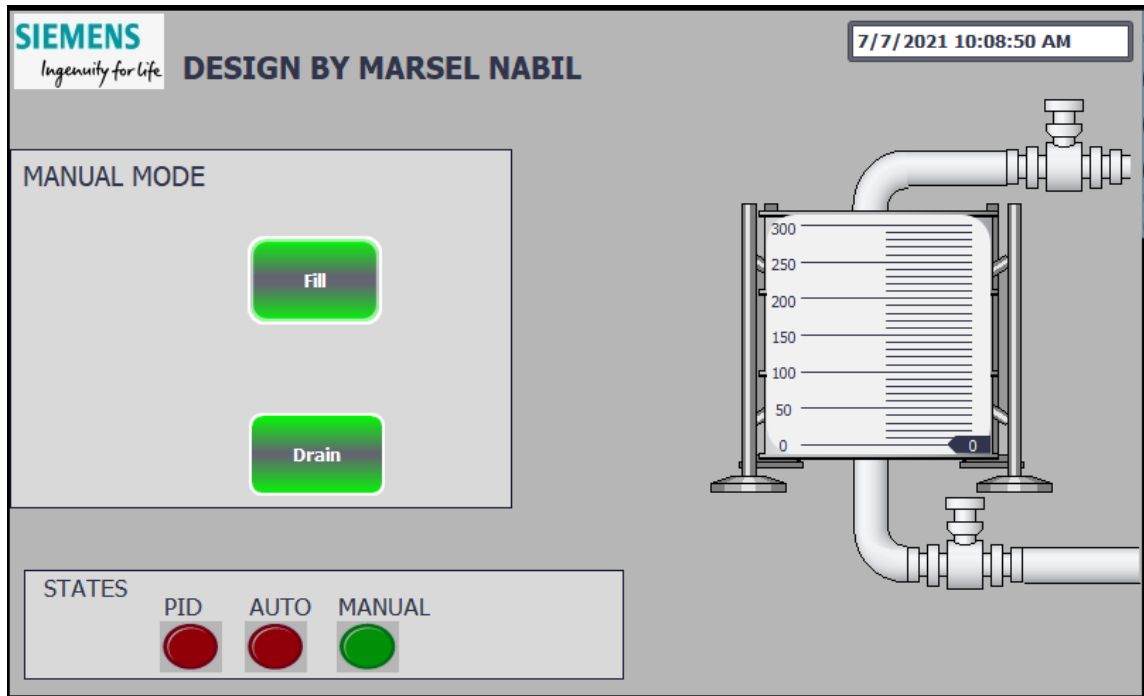 SIEMENS
Ingenuity for life
DESIGN BY MARSEL NABIL
7/7/2021 10:08:50 AM
MANUAL MODE
Fill
Drain
300
250
200
150
100
50
0
0
STATES
PID AUTO MANUAL